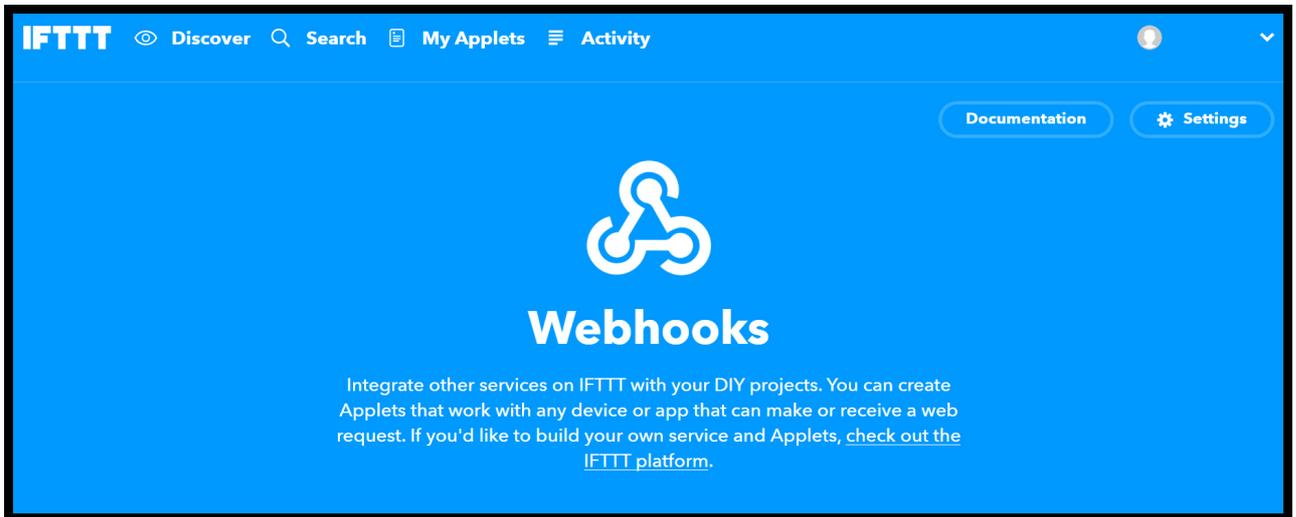 IFTTT Discover Search My Applets Activity
Documentation Settings
Webhooks
Integrate other services on IFTTT with your DIY projects. You can create
Applets that work with any device or app that can make or receive a web
request. If you'd like to build your own service and Applets, check out the
IFTTT platform.